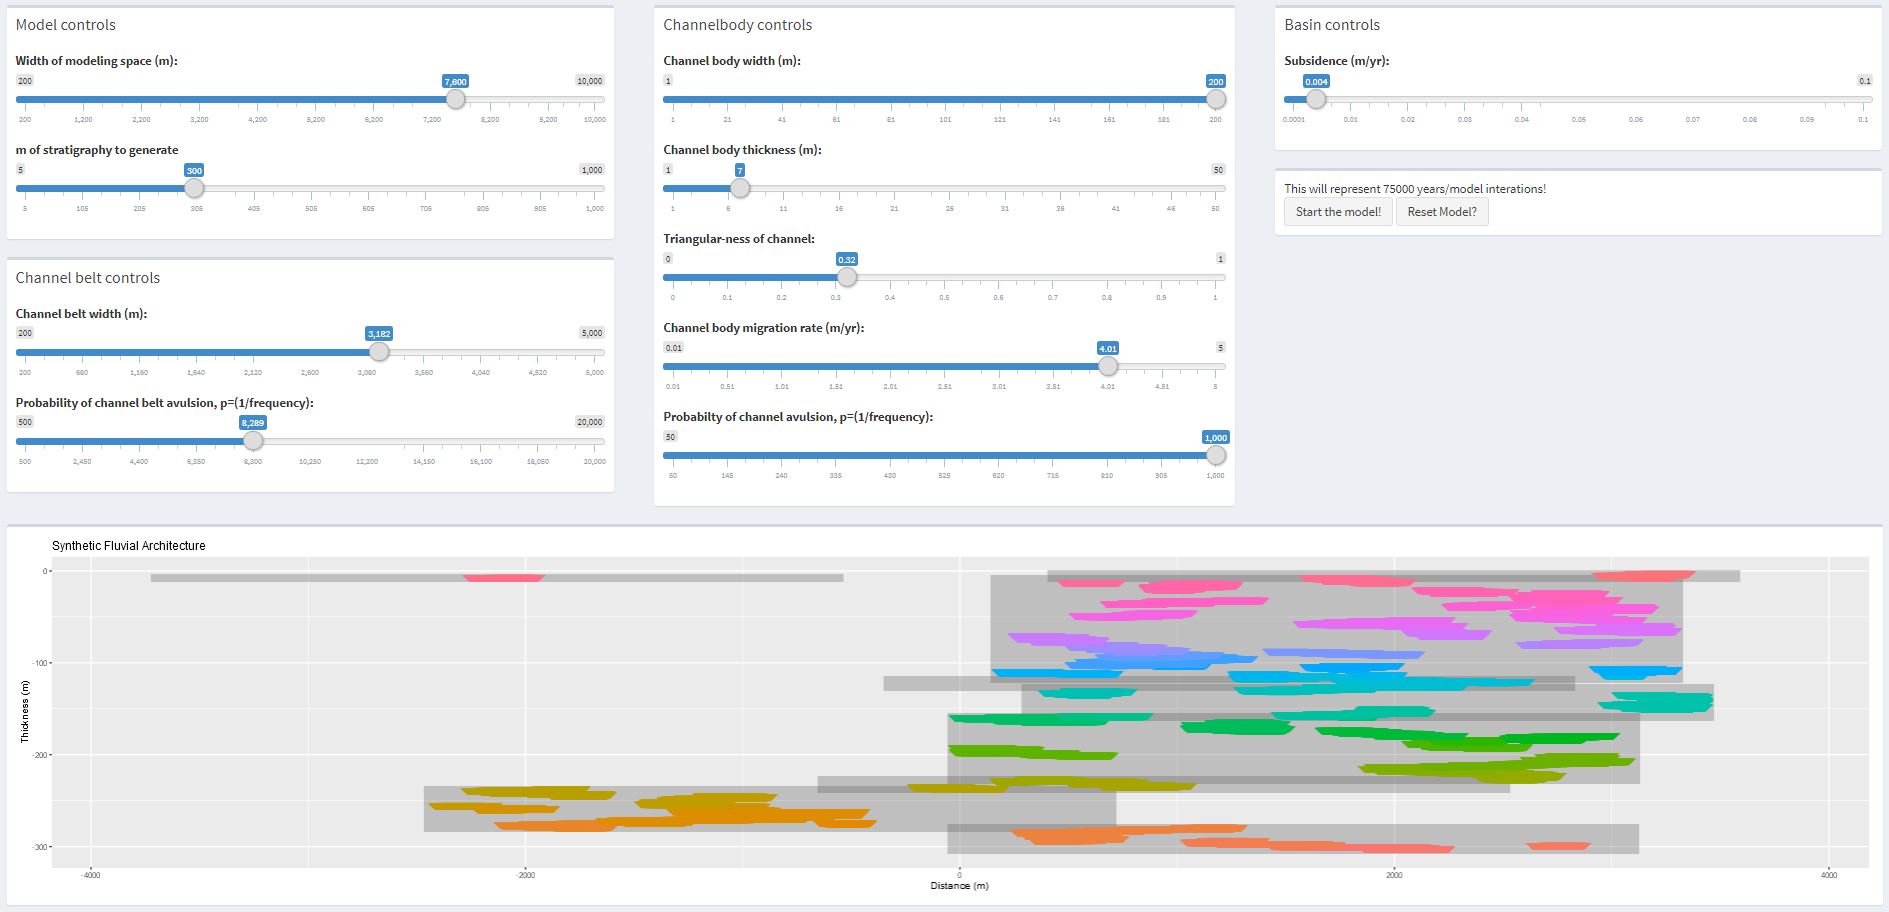 Model controls
Width of modeling space (m):
200 7,600 10,000
200 1,200 2,200 3,200 4,200 5,200 6,200 7,200 8,200 9,200 10,000
m of stratigraphy to generate
5 300 1,000
5 105 205 305 405 505 605 705 805 905 1,000
Channel belt controls
Channel belt width (m):
200 3,182 5,000
200 680 1,160 1,640 2,120 2,600 3,080 3,560 4,040 4,520 5,000
Probability of channel belt avulsion, p=(1/frequency):
500 8,289 20,000
500 2,450 4,400 6,350 8,300 10,250 12,200 14,150 16,100 18,050 20,000
Channelbody controls
Channel body width (m):
1 200
1 21 41 61 81 101 121 141 161 181 200
Channel body thickness (m):
1 7 50
1 6 11 16 21 26 31 36 41 46 50
Triangular-ness of channel:
0 0.32 1
0 0.1 0.2 0.3 0.4 0.5 0.6 0.7 0.8 0.9 1
Channel body migration rate (m/yr):
0.01 4.01 5
0.01 0.51 1.01 1.51 2.01 2.51 3.01 3.51 4.01 4.51 5
Probabilty of channel avulsion, p=(1/frequency):
50 1,000
50 145 240 335 430 525 620 715 810 905 1,000
Basin controls
Subsidence (m/yr):
0.004 0.1
0.0001 0.01 0.02 0.03 0.04 0.05 0.06 0.07 0.08 0.09 0.1
This will represent 75000 years/model interations!
Start the model! Reset Model?
Synthetic Fluvial Architecture
Thickness (m)
0
-100
-200
-300
-4000 -2000 0 2000 4000
Distance (m)